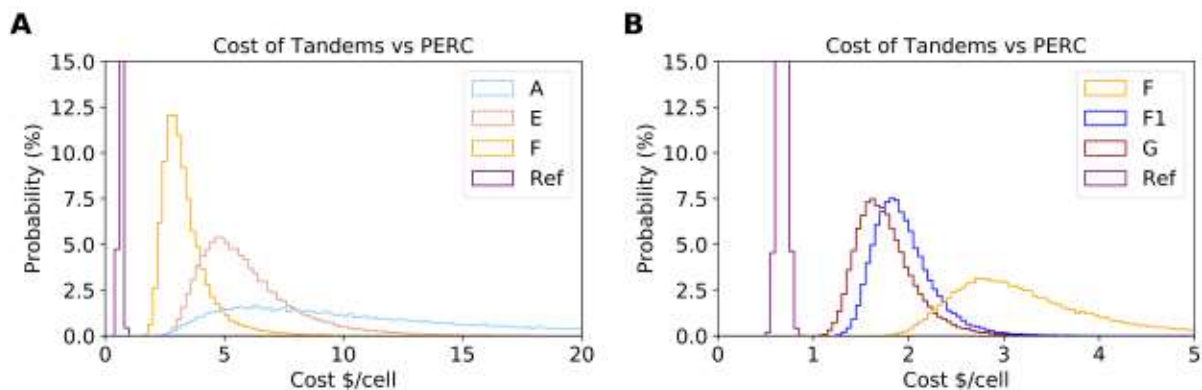 A
Cost of Tandems vs PERC
15.0
12.5
10.0
7.5
5.0
2.5
0.0
Probability (%)
A
E
F
Ref
0
5
10
15
20
Cost $/cell
B
Cost of Tandems vs PERC
15.0
12.5
10.0
7.5
5.0
2.5
0.0
Probability (%)
F
F1
G
Ref
0
1
2
3
4
5
Cost $/cell